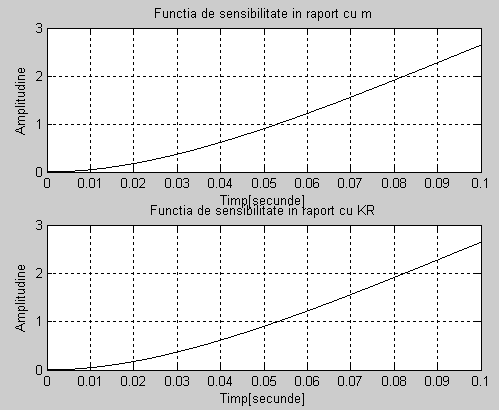 Functia de sensibilitate in raport cu m
3
2
1
0
Amplitudine
0 0.01 0.02 0.03 0.04 0.05 0.06 0.07 0.08 0.09 0.1
Timp[secunde]
Functia de sensibilitate in raport cu KR
3
2
1
0
Amplitudine
0 0.01 0.02 0.03 0.04 0.05 0.06 0.07 0.08 0.09 0.1
Timp[secunde]